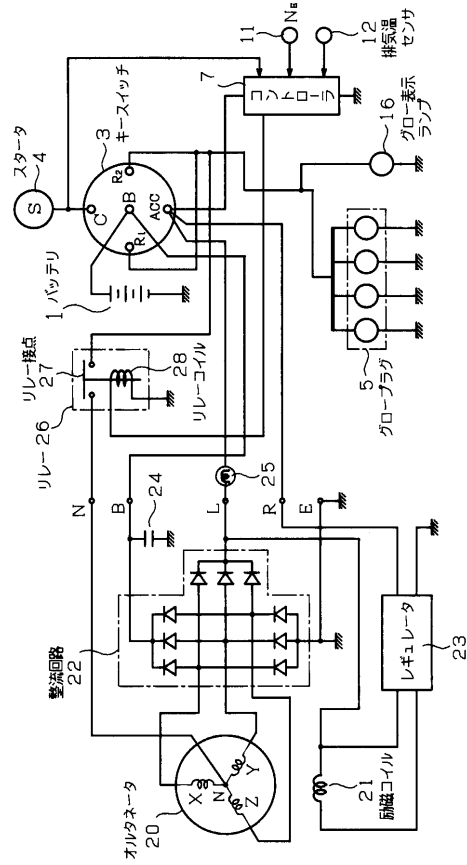 スタータ
4
S
3
キースイッチ
C
B
R₁
R₂
ACC
1 バッテリ
コントローラ
7
11
NE
12
排気温
センサ
16
グロー表示
ランプ
5
グロープラグ
リレー接点
27
リレー26
28
リレーコイル
N
B
24
L
25
R
E
22
整流回路
オルタネータ
20
X
N
Y
Z
21
励磁コイル
レギュレータ
23